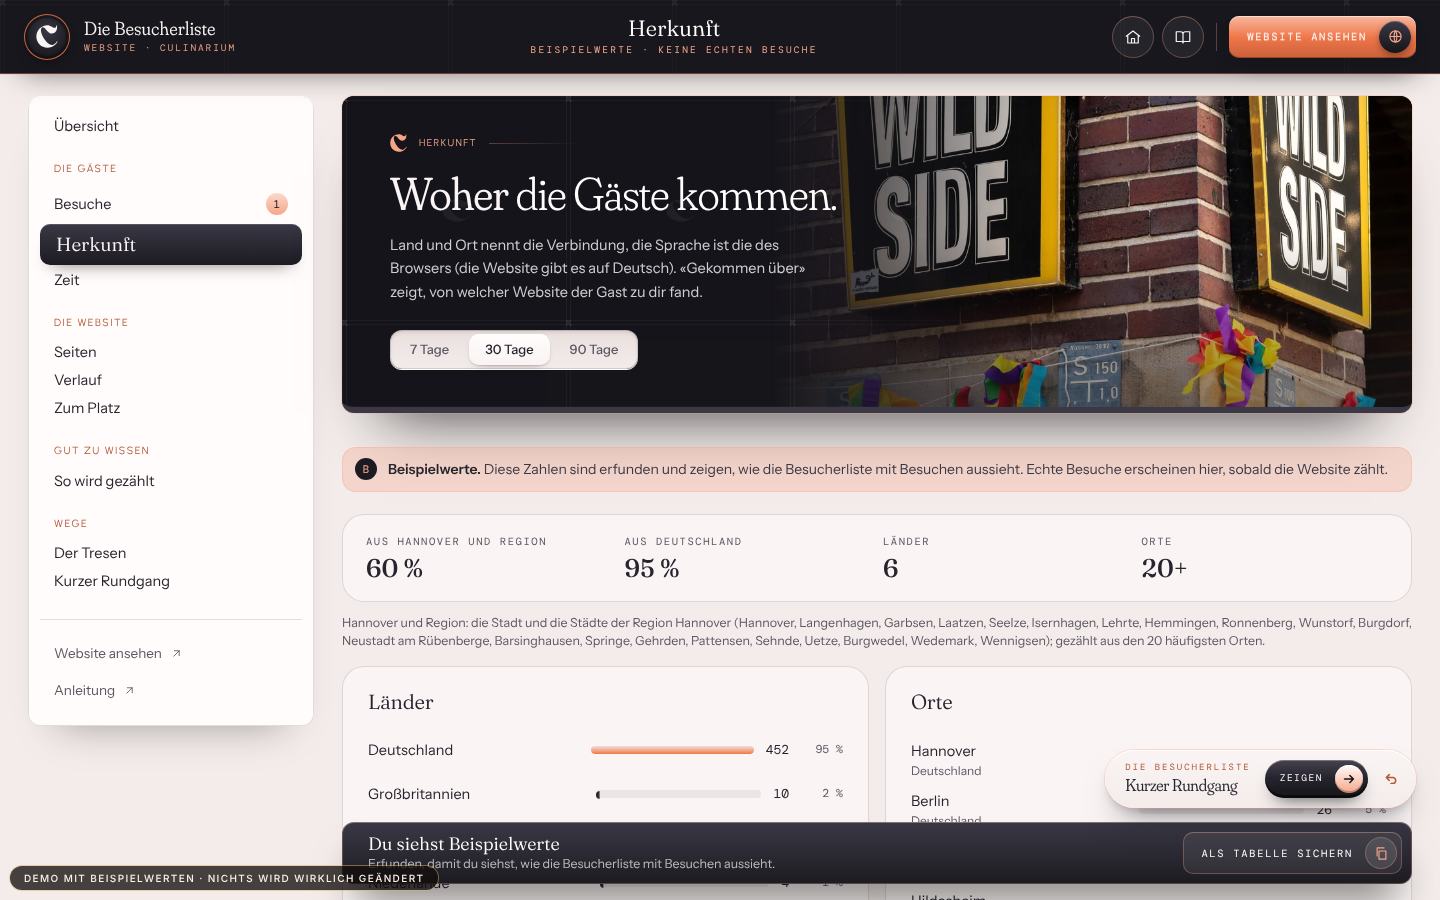 Die Besucherliste
WEBSITE · CULINARIUM
Herkunft
BEISPIELWERTE · KEINE ECHTEN BESUCHE
WEBSITE ANSEHEN
Übersicht
DIE GÄSTE
Besuche 1
Herkunft
Zeit
DIE WEBSITE
Seiten
Verlauf
Zum Platz
GUT ZU WISSEN
So wird gezählt
WEGE
Der Tresen
Kurzer Rundgang
Website ansehen
Anleitung
HERKUNFT
Woher die Gäste kommen.
Land und Ort nennt die Verbindung, die Sprache ist die des
Browsers (die Website gibt es auf Deutsch). «Gekommen über»
zeigt, von welcher Website der Gast zu dir fand.
7 Tage 30 Tage 90 Tage
WILD
SIDE
WILD
SIDE
S 150
1,0
B Beispielwerte. Diese Zahlen sind erfunden und zeigen, wie die Besucherliste mit Besuchen aussieht. Echte Besuche erscheinen hier, sobald die Website zählt.
AUS HANNOVER UND REGION
60 %
AUS DEUTSCHLAND
95 %
LÄNDER
6
ORTE
20+
Hannover und Region: die Stadt und die Städte der Region Hannover (Hannover, Langenhagen, Garbsen, Laatzen, Seelze, Isernhagen, Lehrte, Hemmingen, Ronnenberg, Wunstorf, Burgdorf,
Neustadt am Rübenberge, Barsinghausen, Springe, Gehrden, Pattensen, Sehnde, Uetze, Burgwedel, Wedemark, Wennigsen); gezählt aus den 20 häufigsten Orten.
Länder
Deutschland 452 95 %
Großbritannien 10 2 %
Orte
Hannover
Deutschland
Berlin
Deutschland
26 5 %
DIE BESUCHERLISTE
Kurzer Rundgang
ZEIGEN
Du siehst Beispielwerte
Erfunden, damit du siehst, wie die Besucherliste mit Besuchen aussieht.
ALS TABELLE SICHERN
DEMO MIT BEISPIELWERTEN · NICHTS WIRD WIRKLICH GEÄNDERT